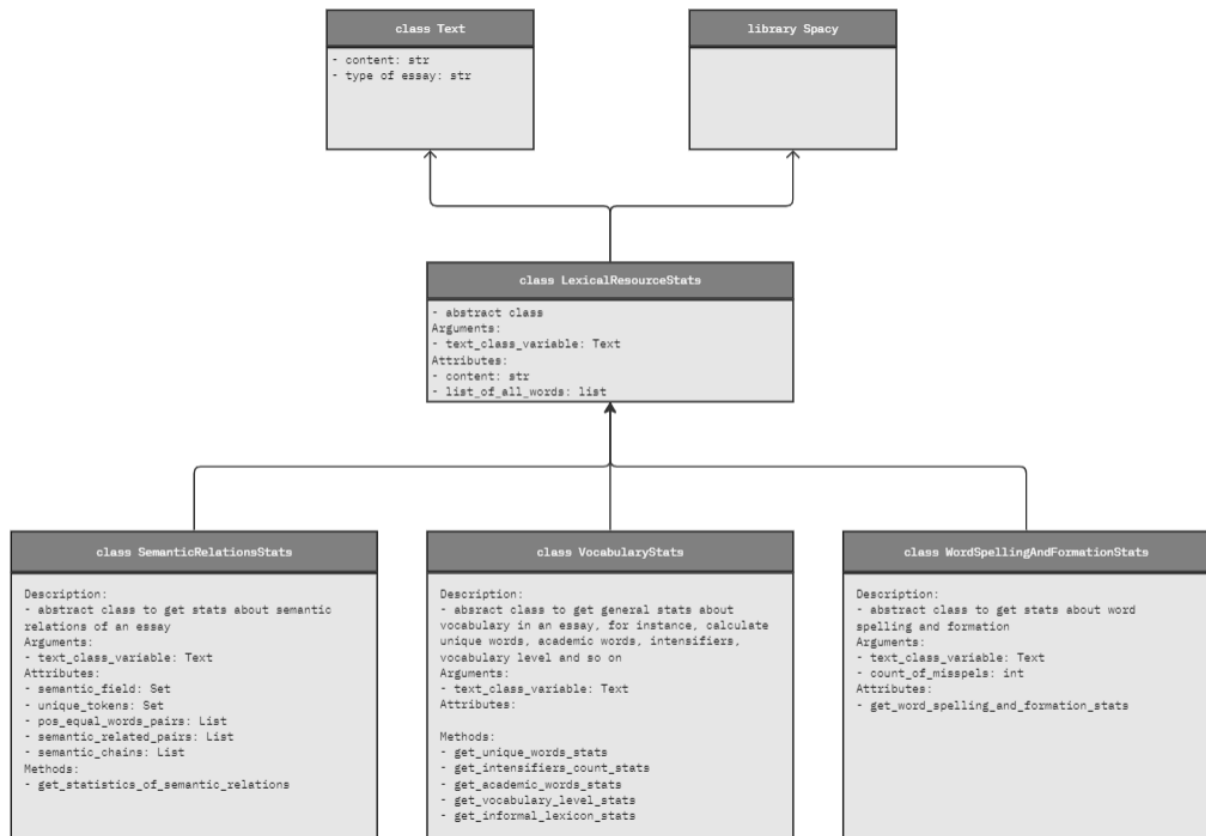 class Text
- content: str
- type of essay: str
library Spacy
class LexicalResourceStats
- abstract class
Arguments:
- text_class_variable: Text
Attributes:
- content: str
- list_of_all_words: list
class SemanticRelationsStats
Description:
- abstract class to get stats about semantic
relations of an essay
Arguments:
- text_class_variable: Text
Attributes:
- semantic_field: Set
- unique_tokens: Set
- pos_equal_words_pairs: List
- semantic_related_pairs: List
- semantic_chains: List
Methods:
- get_statistics_of_semantic_relations
class VocabularyStats
Description:
- absract class to get general stats about
vocabulary in an essay, for instance, calculate
unique words, academic words, intensifiers,
vocabulary level and so on
Arguments:
- text_class_variable: Text
Attributes:
Methods:
- get_unique_words_stats
- get_intensifiers_count_stats
- get_academic_words_stats
- get_vocabulary_level_stats
- get_informal_lexicon_stats
class WordSpellingAndFormationStats
Description:
- abstract class to get stats about word
spelling and formation
Arguments:
- text_class_variable: Text
- count_of_misspels: int
Attributes:
- get_word_spelling_and_formation_stats